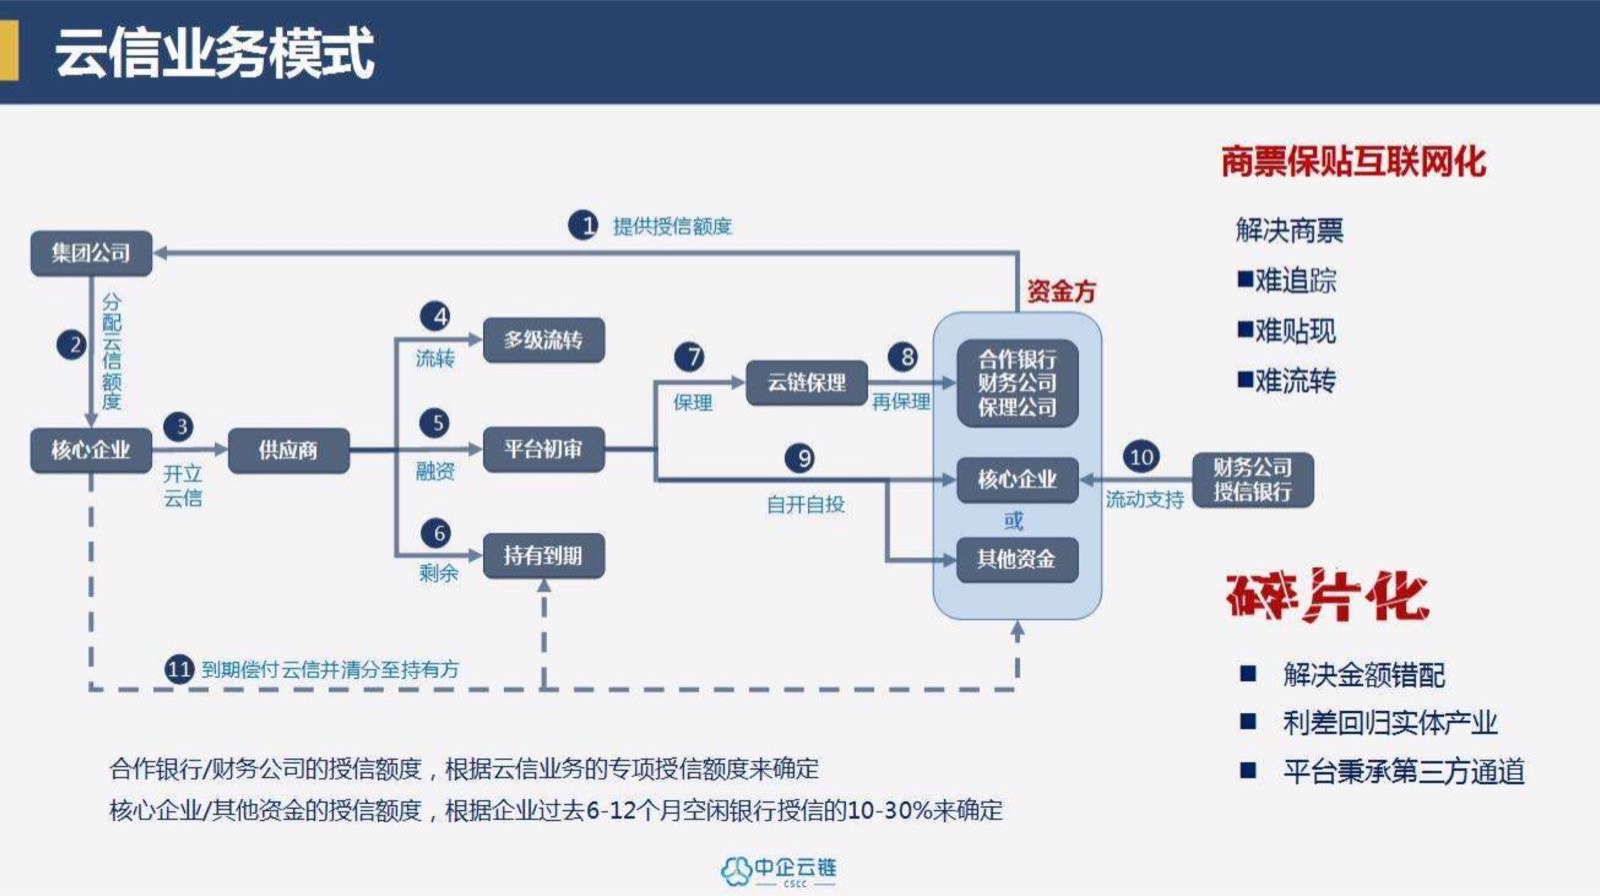 云信业务模式
商票保贴互联网化
解决商票
■难追踪
■难贴现
■难流转
1 提供授信额度
集团公司
资金方
2
分配云信额度
4
流转
多级流转
7
保理
云链保理
8
再保理
合作银行
财务公司
保理公司
核心企业
3
开立
云信
供应商
5
融资
平台初审
9
自开自投
核心企业
或
其他资金
10
流动支持
财务公司
授信银行
6
剩余
持有到期
11 到期偿付云信并清分至持有方
碎片化
■ 解决金额错配
■ 利差回归实体产业
■ 平台秉承第三方通道
合作银行/财务公司的授信额度，根据云信业务的专项授信额度来确定
核心企业/其他资金的授信额度，根据企业过去6-12个月空闲银行授信的10-30%来确定
中企云链
CSCC